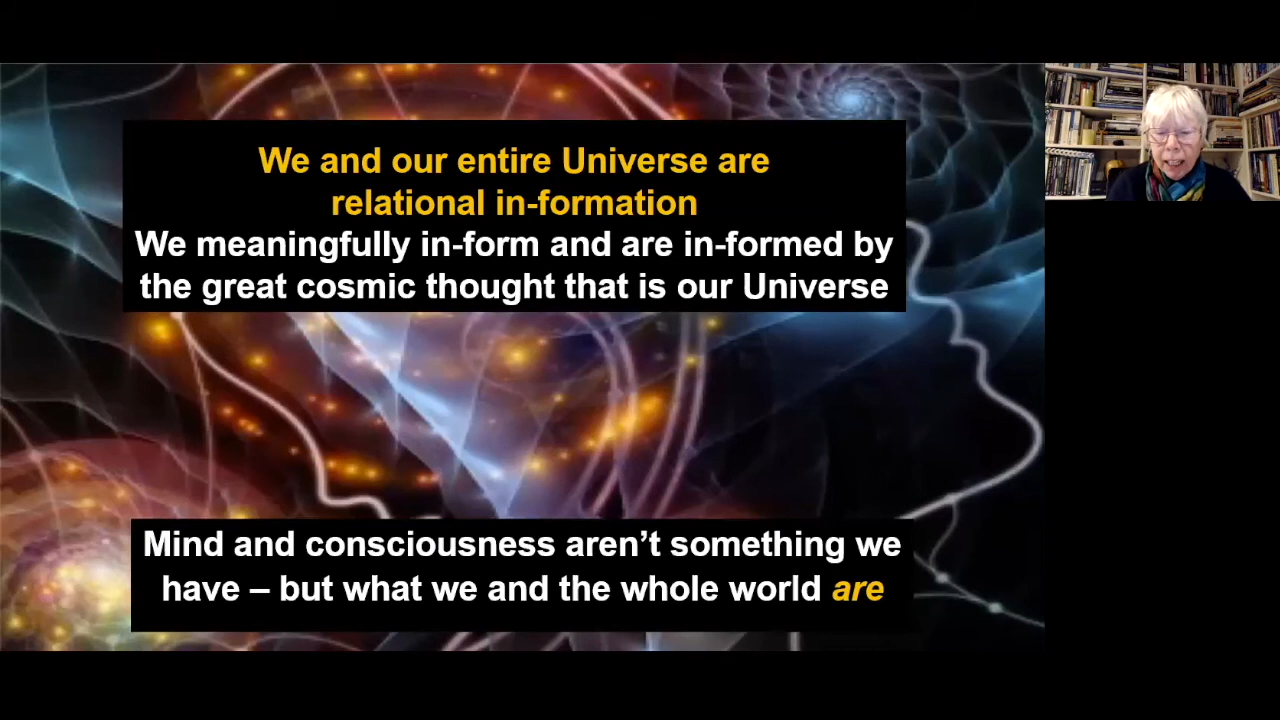 We and our entire Universe are
relational in-formation
We meaningfully in-form and are in-formed by
the great cosmic thought that is our Universe
Mind and consciousness aren’t something we
have – but what we and the whole world are